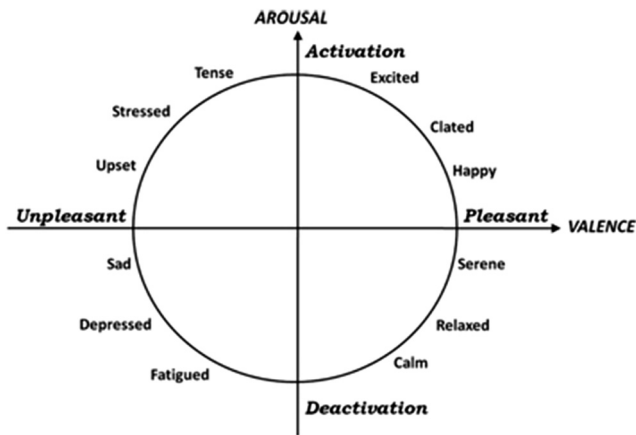 AROUSAL
Activation
Tense
Excited
Stressed
Clated
Upset
Happy
Unpleasant
Pleasant
VALENCE
Sad
Serene
Depressed
Relaxed
Fatigued
Calm
Deactivation